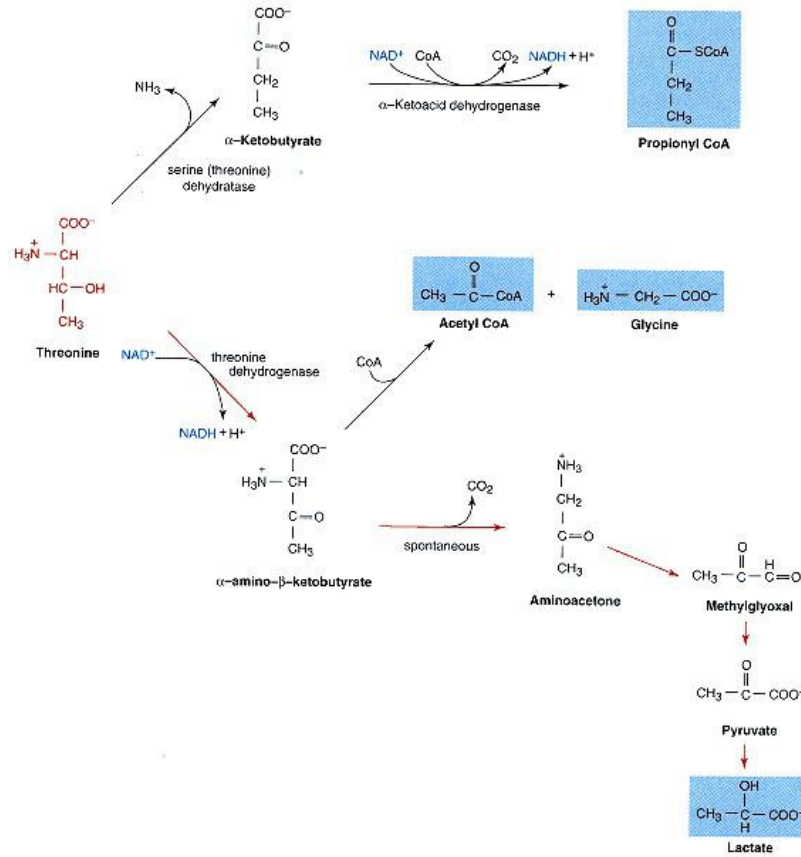 COO⁻
C=O
CH₂
CH₃
α-Ketobutyrate
NH₃
serine (threonine)
dehydratase
NAD⁺ CoA CO₂ NADH + H⁺
α-Ketoacid dehydrogenase
O
C—SCoA
CH₂
CH₃
Propionyl CoA
COO⁻
H₃N⁺—CH
HC—OH
CH₃
Threonine
NAD⁺
threonine
dehydrogenase
NADH + H⁺
CoA
O
CH₃—C—CoA
Acetyl CoA
+
H₃N⁺—CH₂—COO⁻
Glycine
COO⁻
H₃N⁺—CH
C=O
CH₃
α-amino-β-ketobutyrate
CO₂
spontaneous
⁺NH₃
CH₂
C=O
CH₃
Aminoacetone
O H
CH₃—C—C=O
Methylglyoxal
O
CH₃—C—COO⁻
Pyruvate
OH
CH₃—C—COO⁻
H
Lactate